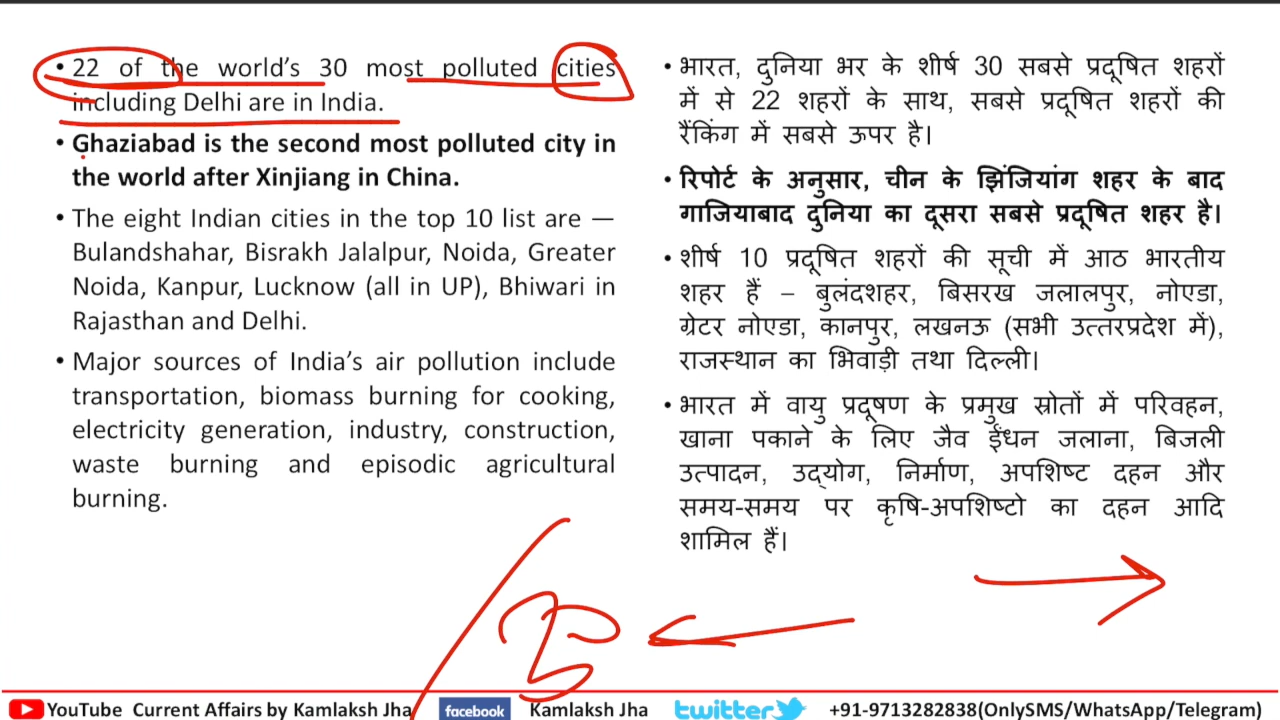 • 22 of the world's 30 most polluted cities
including Delhi are in India.
• Ghaziabad is the second most polluted city in
the world after Xinjiang in China.
• The eight Indian cities in the top 10 list are —
Bulandshahar, Bisrakh Jalalpur, Noida, Greater
Noida, Kanpur, Lucknow (all in UP), Bhiwari in
Rajasthan and Delhi.
• Major sources of India's air pollution include
transportation, biomass burning for cooking,
electricity generation, industry, construction,
waste burning and episodic agricultural
burning.
• भारत, दुनिया भर के शीर्ष 30 सबसे प्रदूषित शहरों
में से 22 शहरों के साथ, सबसे प्रदूषित शहरों की
रैंकिंग में सबसे ऊपर है।
• रिपोर्ट के अनुसार, चीन के झिंजियांग शहर के बाद
गाजियाबाद दुनिया का दूसरा सबसे प्रदूषित शहर है।
• शीर्ष 10 प्रदूषित शहरों की सूची में आठ भारतीय
शहर हैं – बुलंदशहर, बिसरख जलालपुर, नोएडा,
ग्रेटर नोएडा, कानपुर, लखनऊ (सभी उत्तरप्रदेश में),
राजस्थान का भिवाड़ी तथा दिल्ली।
• भारत में वायु प्रदूषण के प्रमुख स्रोतों में परिवहन,
खाना पकाने के लिए जैव ईंधन जलाना, बिजली
उत्पादन, उद्योग, निर्माण, अपशिष्ट दहन और
समय-समय पर कृषि-अपशिष्टो का दहन आदि
शामिल हैं।
YouTube Current Affairs by Kamlaksh Jha facebook Kamlaksh Jha twitter +91-9713282838(OnlySMS/WhatsApp/Telegram)